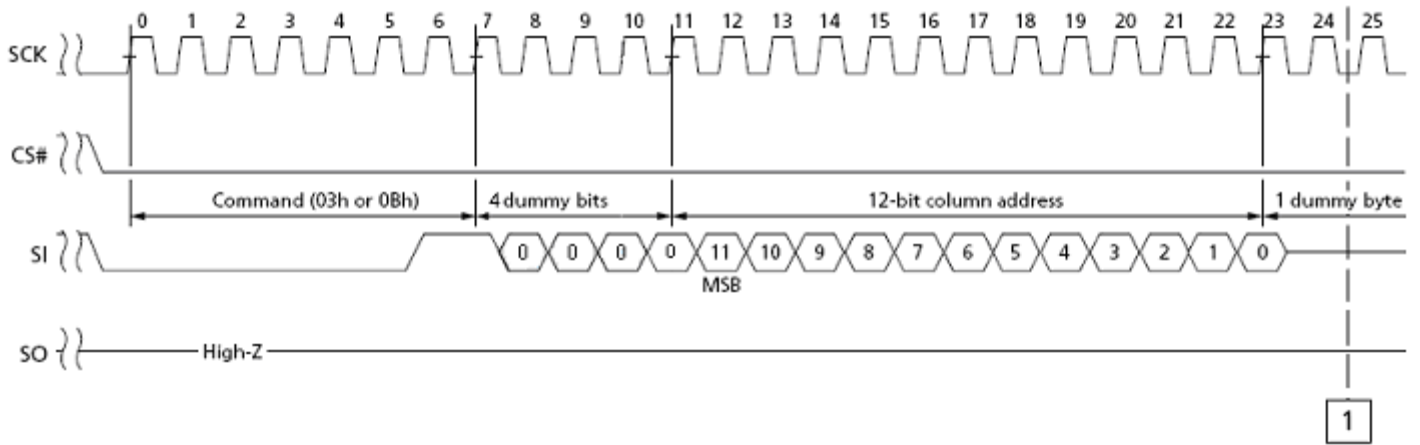 0 1 2 3 4 5 6 7 8 9 10 11 12 13 14 15 16 17 18 19 20 21 22 23 24 25
SCK
CS#
Command (03h or 0Bh) 4 dummy bits 12-bit column address 1 dummy byte
SI 0 0 0 0 11 10 9 8 7 6 5 4 3 2 1 0
MSB
SO High-Z
1